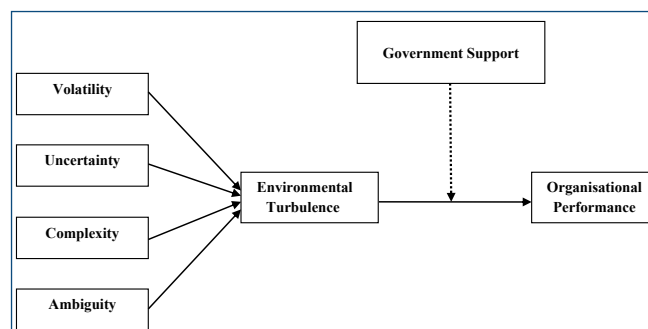 Government Support
Volatility
Uncertainty
Environmental
Turbulence
Organisational
Performance
Complexity
Ambiguity